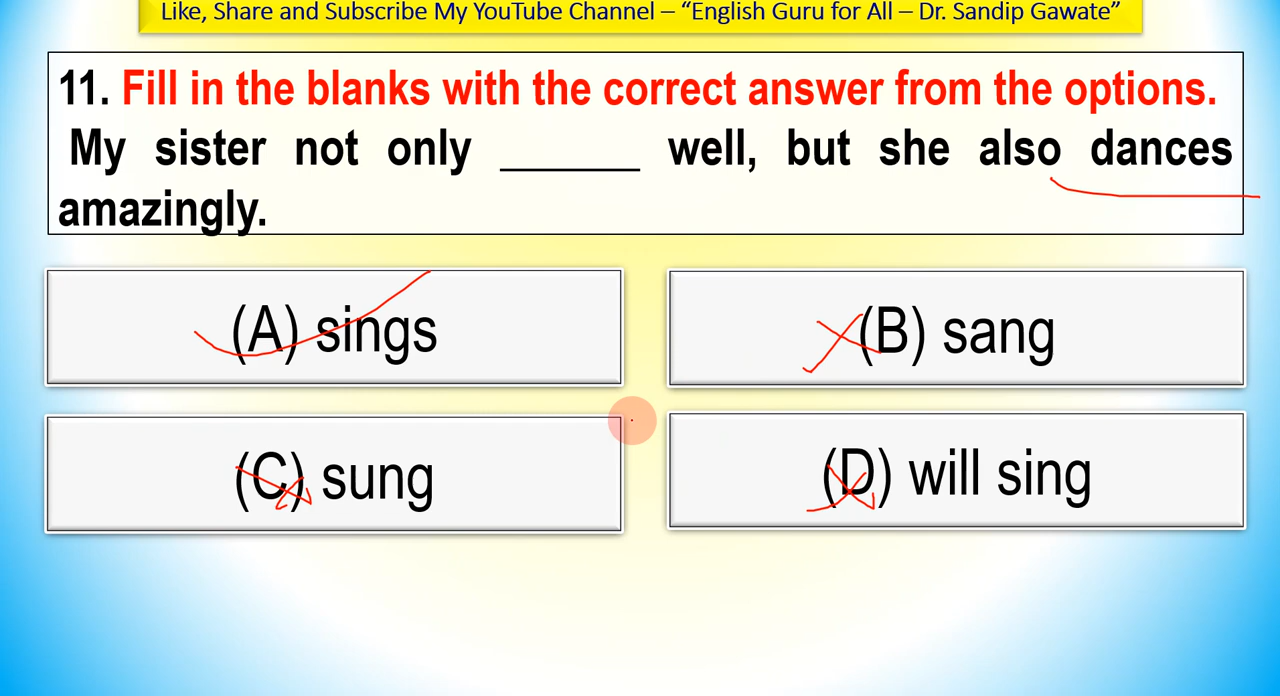 Like, Share and Subscribe My YouTube Channel – “English Guru for All – Dr. Sandip Gawate”
11. Fill in the blanks with the correct answer from the options.
My sister not only ______ well, but she also dances
amazingly.
(A) sings
(B) sang
(C) sung
(D) will sing